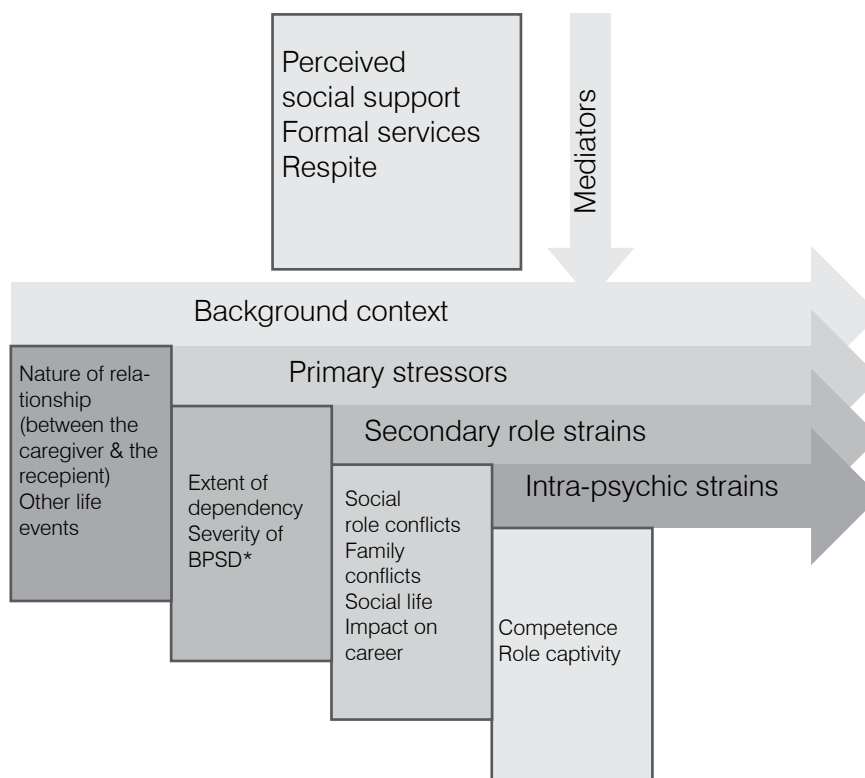 Perceived
social support
Formal services
Respite
Mediators
Background context
Nature of rela-
tionship
(between the
caregiver & the
recepient)
Other life
events
Primary stressors
Extent of
dependency
Severity of
BPSD*
Secondary role strains
Social
role conflicts
Family
conflicts
Social life
Impact on
career
Intra-psychic strains
Competence
Role captivity